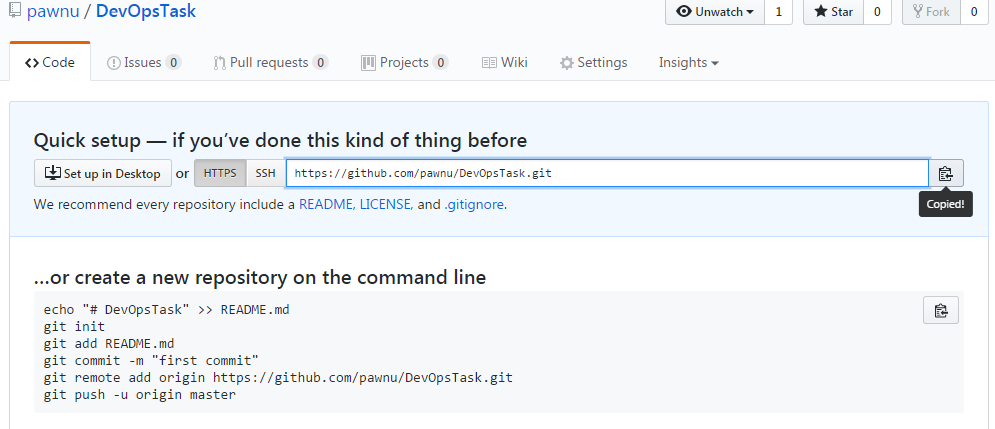 pawnu / DevOpsTask
Unwatch 1 Star 0 Fork 0
Code Issues 0 Pull requests 0 Projects 0 Wiki Settings Insights
Quick setup — if you've done this kind of thing before
Set up in Desktop or HTTPS SSH https://github.com/pawnu/DevOpsTask.git
Copied!
We recommend every repository include a README, LICENSE, and .gitignore.
…or create a new repository on the command line
echo "# DevOpsTask" >> README.md
git init
git add README.md
git commit -m "first commit"
git remote add origin https://github.com/pawnu/DevOpsTask.git
git push -u origin master